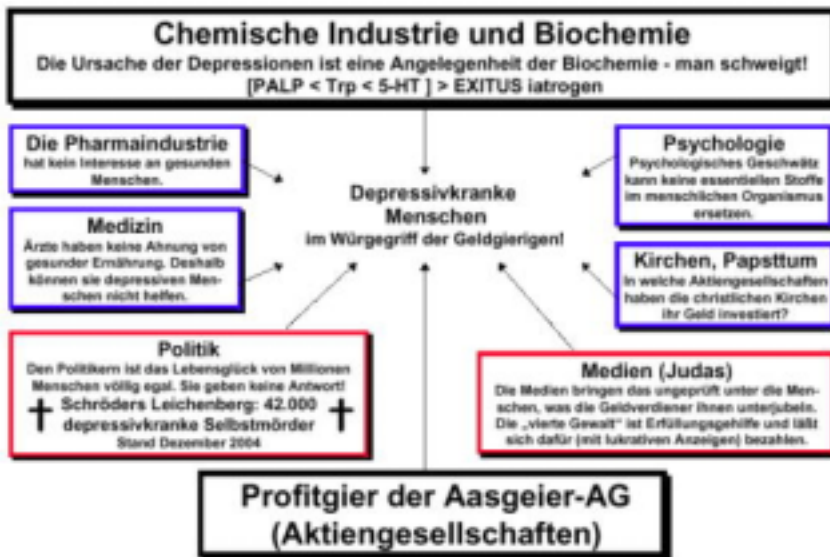 Chemische Industrie und Biochemie
Die Ursache der Depressionen ist eine Angelegenheit der Biochemie - man schweigt!
[PALP < Trp < 5-HT ] > EXITUS iatrogen
Die Pharmaindustrie
hat kein Interesse an gesunden
Menschen.
Psychologie
Psychologisches Geschwätz
kann keine essentiellen Stoffe
im menschlichen Organismus
ersetzen.
Depressivkranke
Menschen
im Würgegriff der Geldgierigen!
Medizin
Ärzte haben keine Ahnung von
gesunder Ernährung. Deshalb
können sie depressiven Men-
schen nicht helfen.
Kirchen, Papsttum
In welche Aktiengesellschaften
haben die christlichen Kirchen
ihr Geld investiert?
Politik
Den Politikern ist das Lebensglück von Millionen
Menschen völlig egal. Sie geben keine Antwort!
Schröders Leichenberg: 42.000
depressivkranke Selbstmörder
Stand Dezember 2004
Medien (Judas)
Die Medien bringen das ungeprüft unter die Men-
schen, was die Geldverdiener ihnen unterjubeln.
Die „vierte Gewalt“ ist Erfüllungsgehilfe und läßt
sich dafür (mit lukrativen Anzeigen) bezahlen.
Profitgier der Aasgeier-AG
(Aktiengesellschaften)